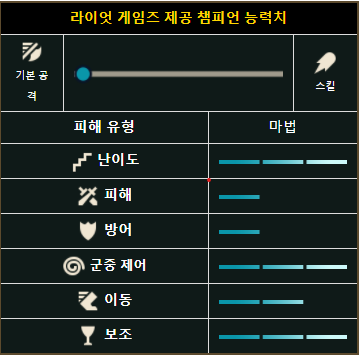 라이엇 게임즈 제공 챔피언 능력치
기본 공
격
스킬
피해 유형 마법
난이도
피해
방어
군중 제어
이동
보조